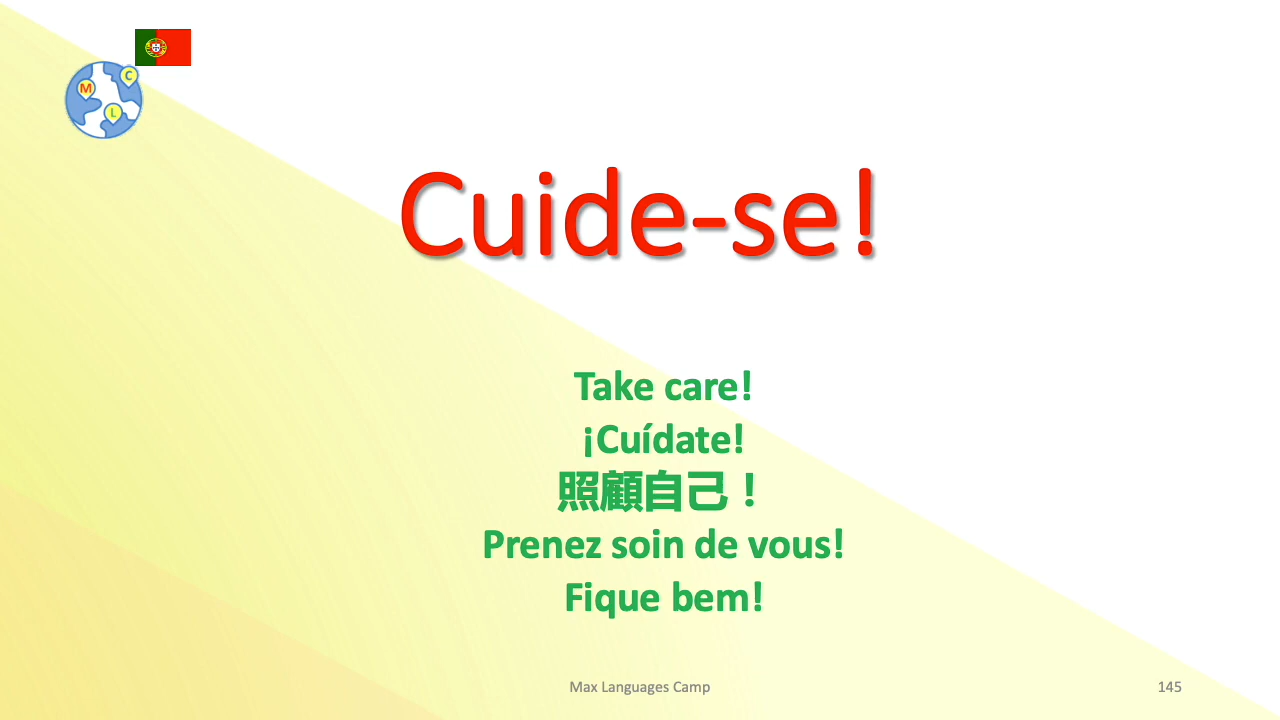 M
C
L
Cuide-se!
Take care!
¡Cuídate!
照顧自己！
Prenez soin de vous!
Fique bem!
Max Languages Camp
145